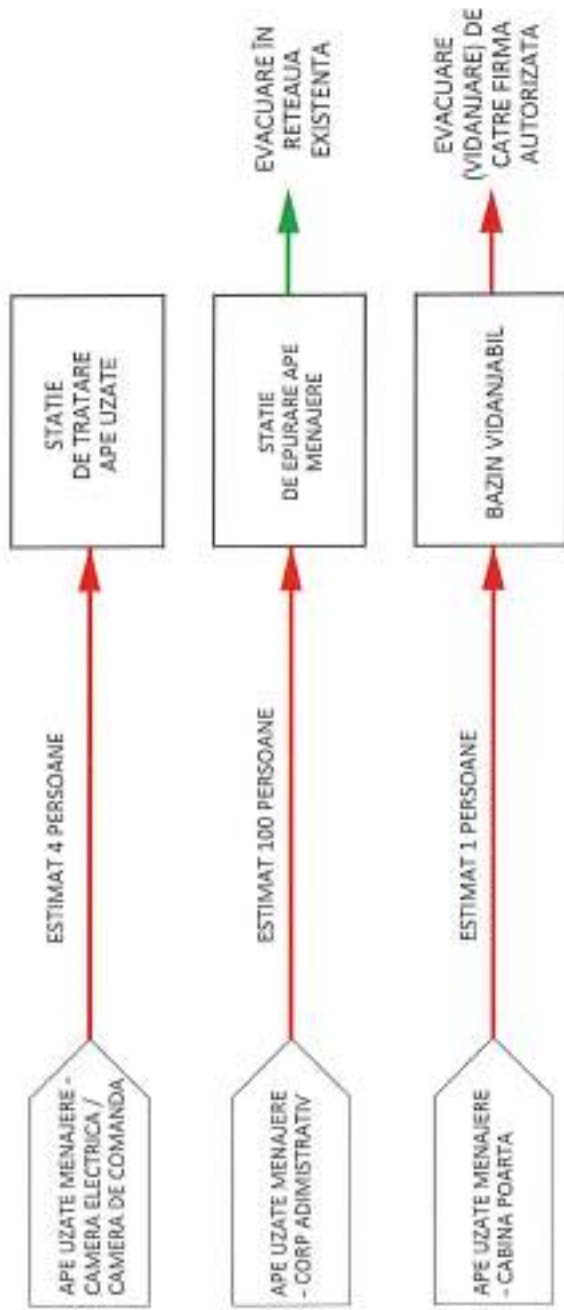 APE UZATE MENAJERE -
CAMERA ELECTRICA /
CAMERA DE COMANDA
ESTIMAT 4 PERSOANE
STATIE
DE TRATARE
APE UZATE
APE UZATE MENAJERE
- CORP ADIMISTRATIV
ESTIMAT 100 PERSOANE
STATIE
DE EPURARE APE
MENAJERE
EVACUARE ÎN
RETEAUA
EXISTENTA
APE UZATE MENAJERE
- CABINA POARTA
ESTIMAT 1 PERSOANE
BAZIN VIDANJABIL
EVACUARE
(VIDANJARE) DE
CATRE FIRMA
AUTORIZATA